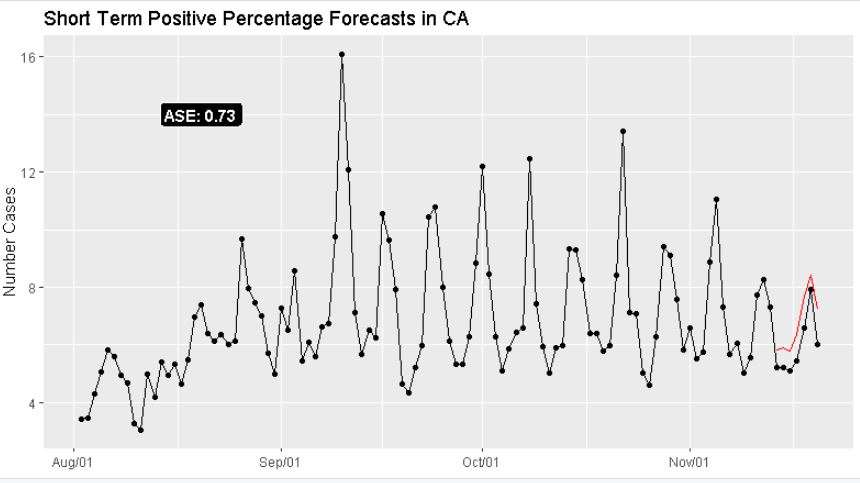 Short Term Positive Percentage Forecasts in CA
16
ASE: 0.73
12
Number Cases
8
4
Aug/01
Sep/01
Oct/01
Nov/01